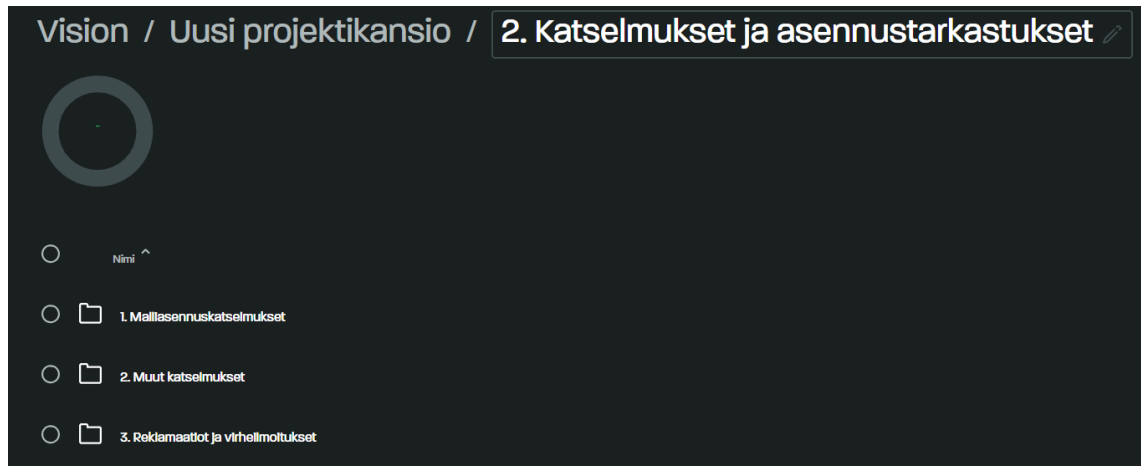 Vision / Uusi projektikansio / 2. Katselmukset ja asennustarkastukset
-
Nimi ^
1. Malliasennuskatselmukset
2. Muut katselmukset
3. Reklamaatiot ja virheilmoitukset